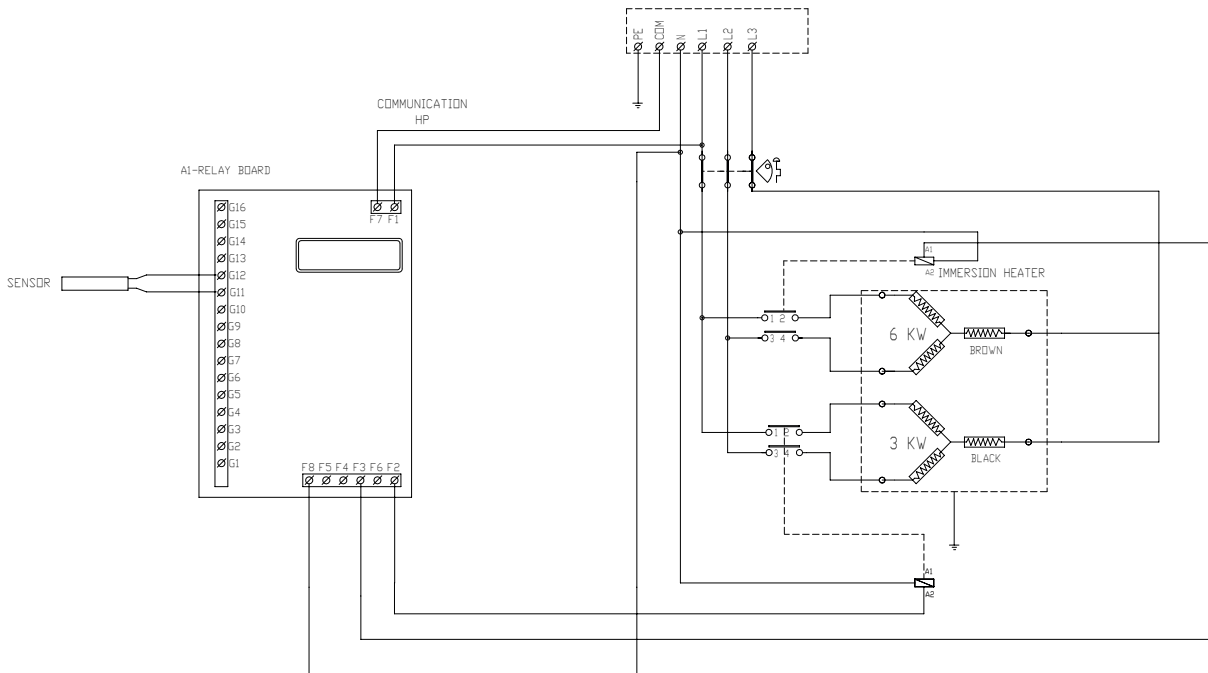 PE
COM
N
L1
L2
L3
COMMUNICATION
HP
A1-RELAY BOARD
F7 F1
G16
G15
G14
G13
G12
G11
G10
G9
G8
G7
G6
G5
G4
G3
G2
G1
SENSOR
F8 F5 F4 F3 F6 F2
A1
A2
IMMERSION HEATER
1 2
3 4
6 KW
BROWN
1 2
3 4
3 KW
BLACK
A1
A2